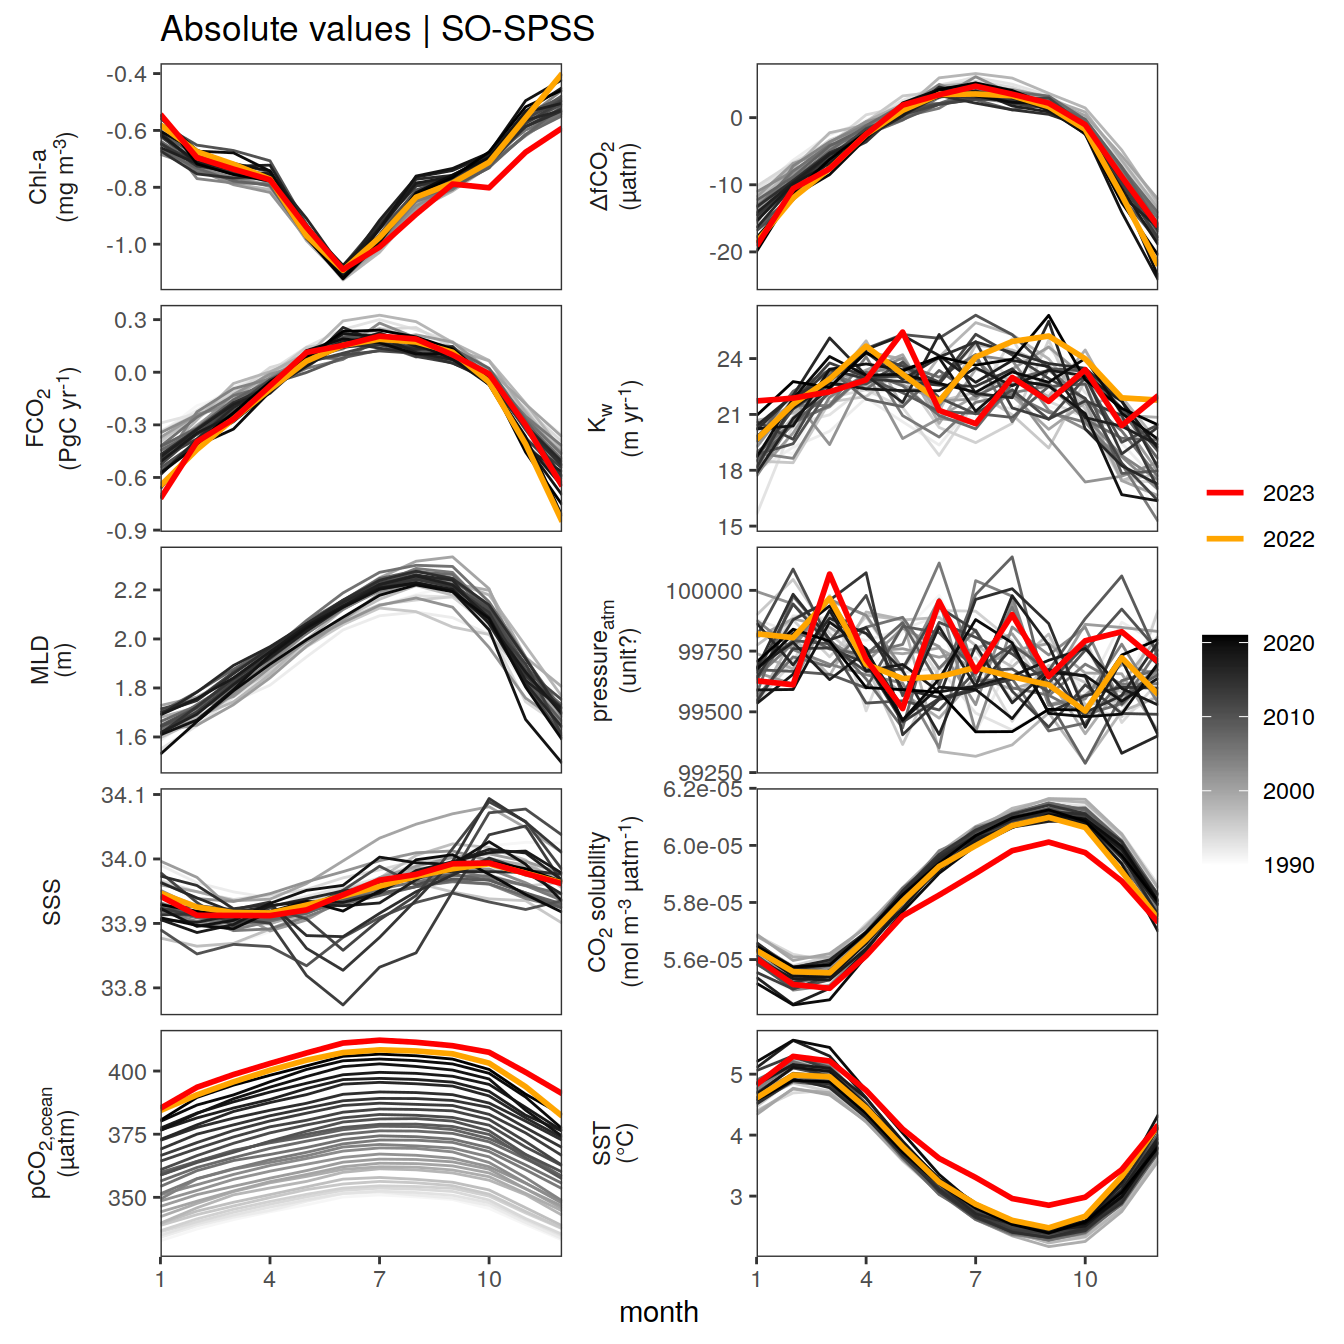 Absolute values | SO-SPSS
Chl-a
(mg m-3)
-0.4
-0.6
-0.8
-1.0
ΔfCO2
(µatm)
0
-10
-20
FCO2
(PgC yr-1)
0.3
0.0
-0.3
-0.6
-0.9
Kw
(m yr-1)
24
21
18
15
MLD
(m)
2.2
2.0
1.8
1.6
pressureatm
(unit?)
100000
99750
99500
99250
SSS
34.1
34.0
33.9
33.8
CO2 solubility
(mol m-3 µatm-1)
6.2e-05
6.0e-05
5.8e-05
5.6e-05
pCO2,ocean
(µatm)
400
375
350
SST
(°C)
5
4
3
1 4 7 10
1 4 7 10
month
2023
2022
2020
2010
2000
1990